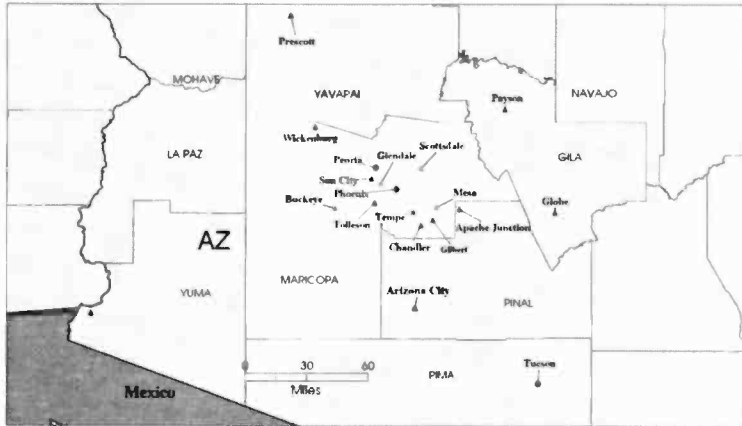 Prescott
MOHAVE
YAVAPAI
NAVAJO
Payson
Wickenburg
LA PAZ
Peoria
Glendale
Scottsdale
GILA
Sun City
Phoenix
Buckeye
Mesa
Globe
Tolleson
Tempe
Apache Junction
AZ
Chandler
Gilbert
MARICOPA
YUMA
Arizona City
PINAL
0 30 60
Miles
PIMA
Tucson
Mexico